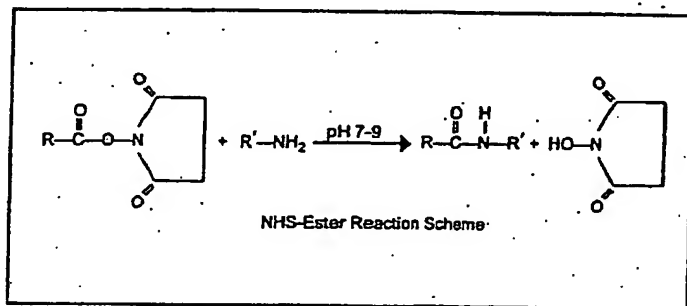 O O
O O H
R—C—O—N + R'—NH₂ pH 7-9 R—C—N—R' + HO—N
O O
NHS-Ester Reaction Scheme